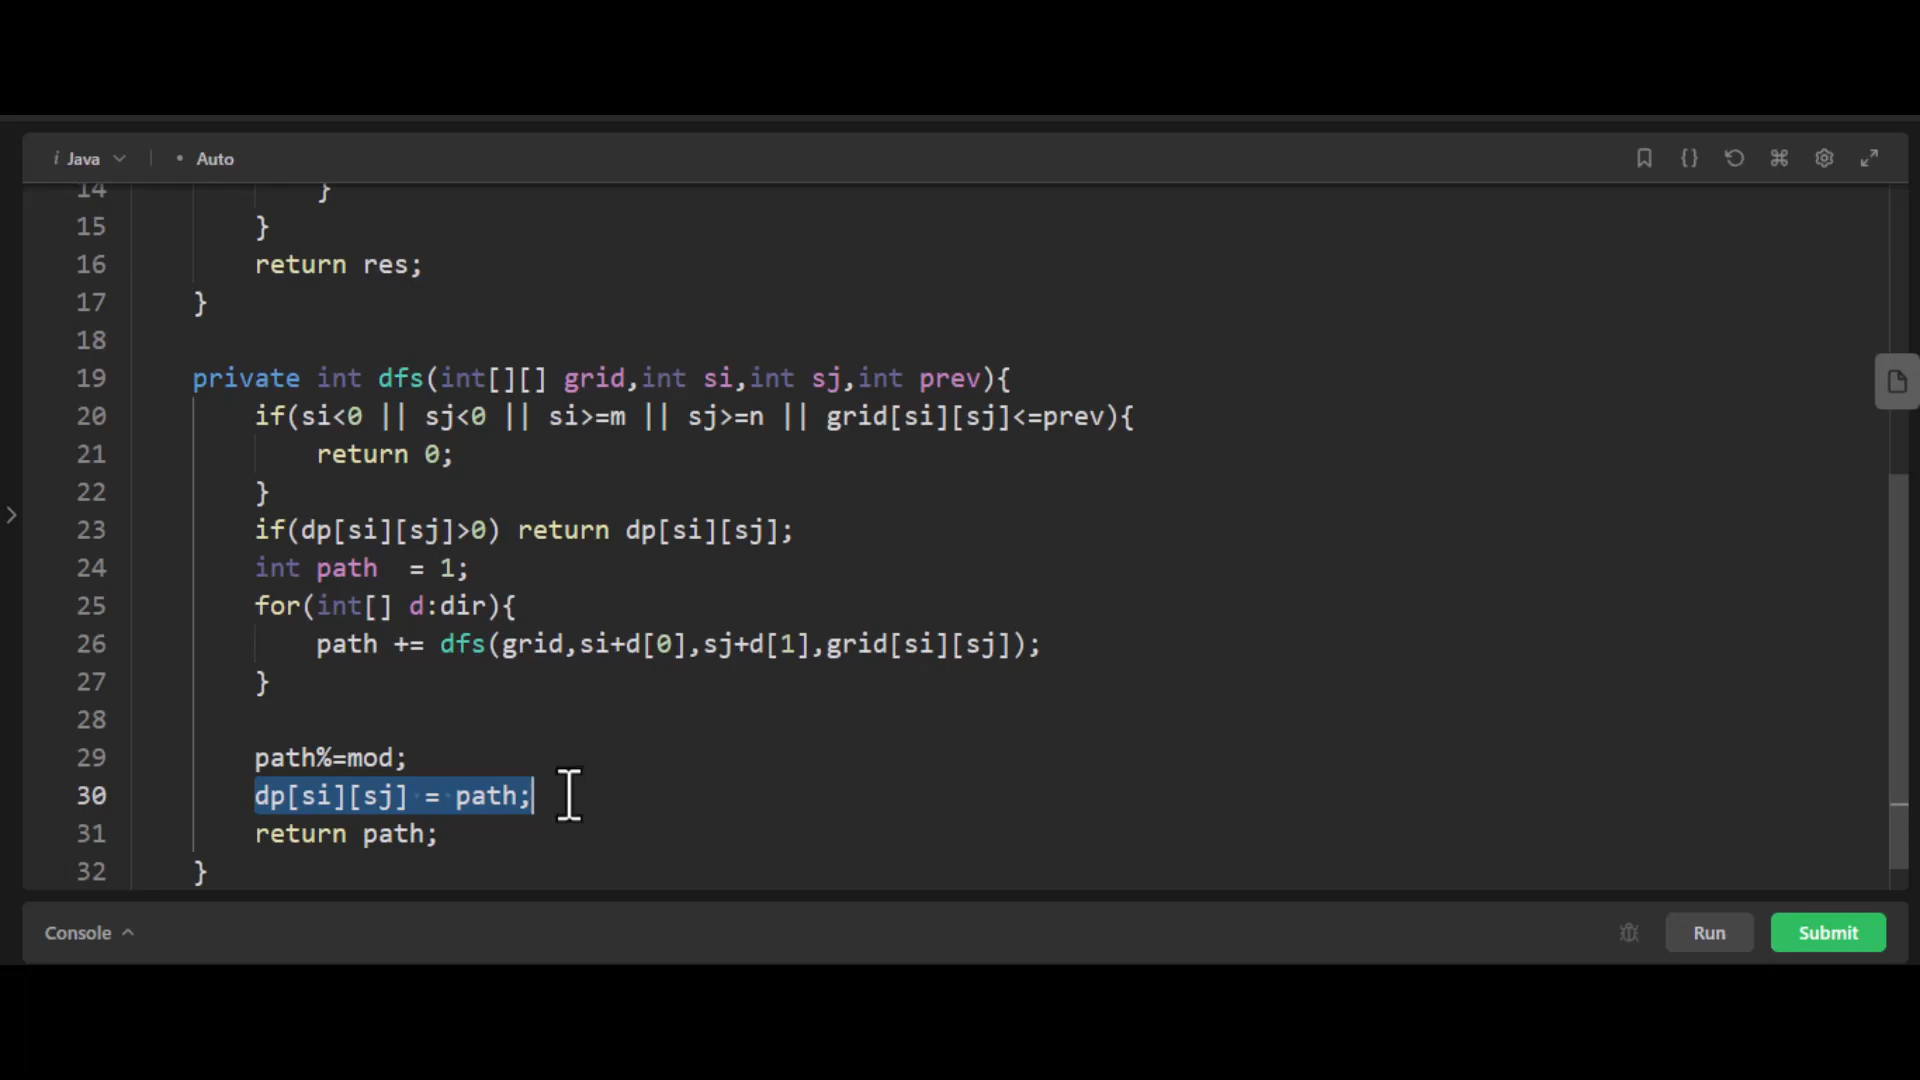 i Java • Auto
14 }
15 }
16 return res;
17 }
18
19 private int dfs(int[][] grid,int si,int sj,int prev){
20 if(si<0 || sj<0 || si>=m || sj>=n || grid[si][sj]<=prev){
21 return 0;
22 }
23 if(dp[si][sj]>0) return dp[si][sj];
24 int path  = 1;
25 for(int[] d:dir){
26 path += dfs(grid,si+d[0],sj+d[1],grid[si][sj]);
27 }
28
29 path%=mod;
30 dp[si][sj] = path;
31 return path;
32 }
Console Run Submit